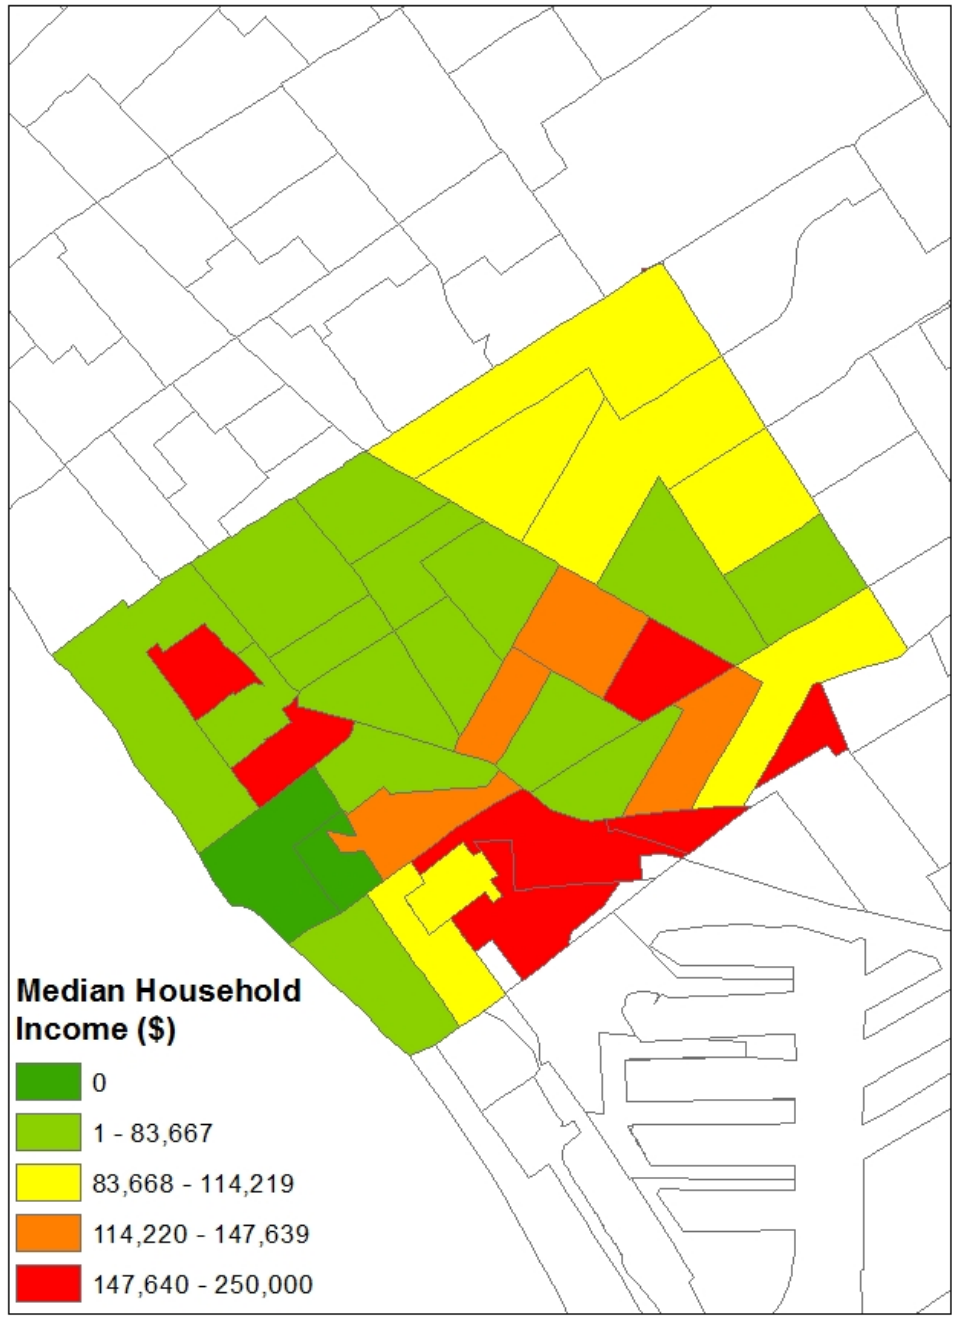 Median Household
Income ($)
0
1 - 83,667
83,668 - 114,219
114,220 - 147,639
147,640 - 250,000